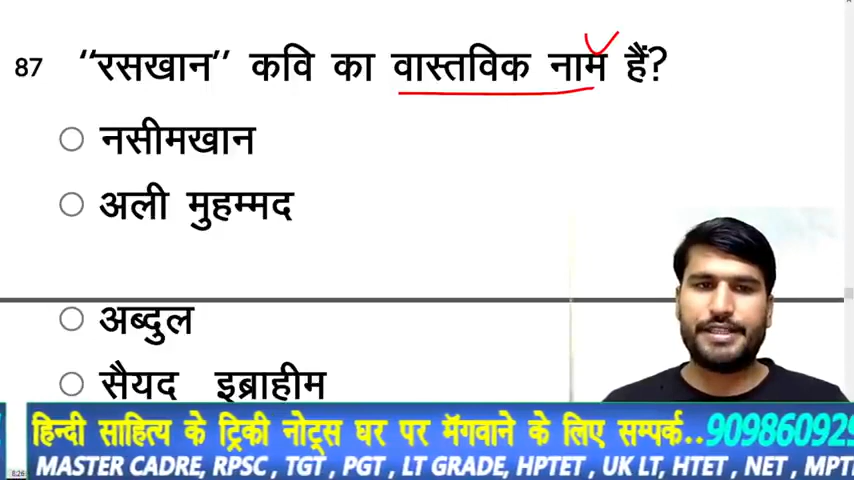 87 “रसखान” कवि का वास्तविक नाम हैं?
नसीमखान
अली मुहम्मद
अब्दुल
सैयद इब्राहीम
हिन्दी साहित्य के ट्रिकी नोट्स घर पर मॅगवाने के लिए सम्पर्क..909860929
MASTER CADRE, RPSC , TGT , PGT , LT GRADE, HPTET , UK LT, HTET , NET , MPT